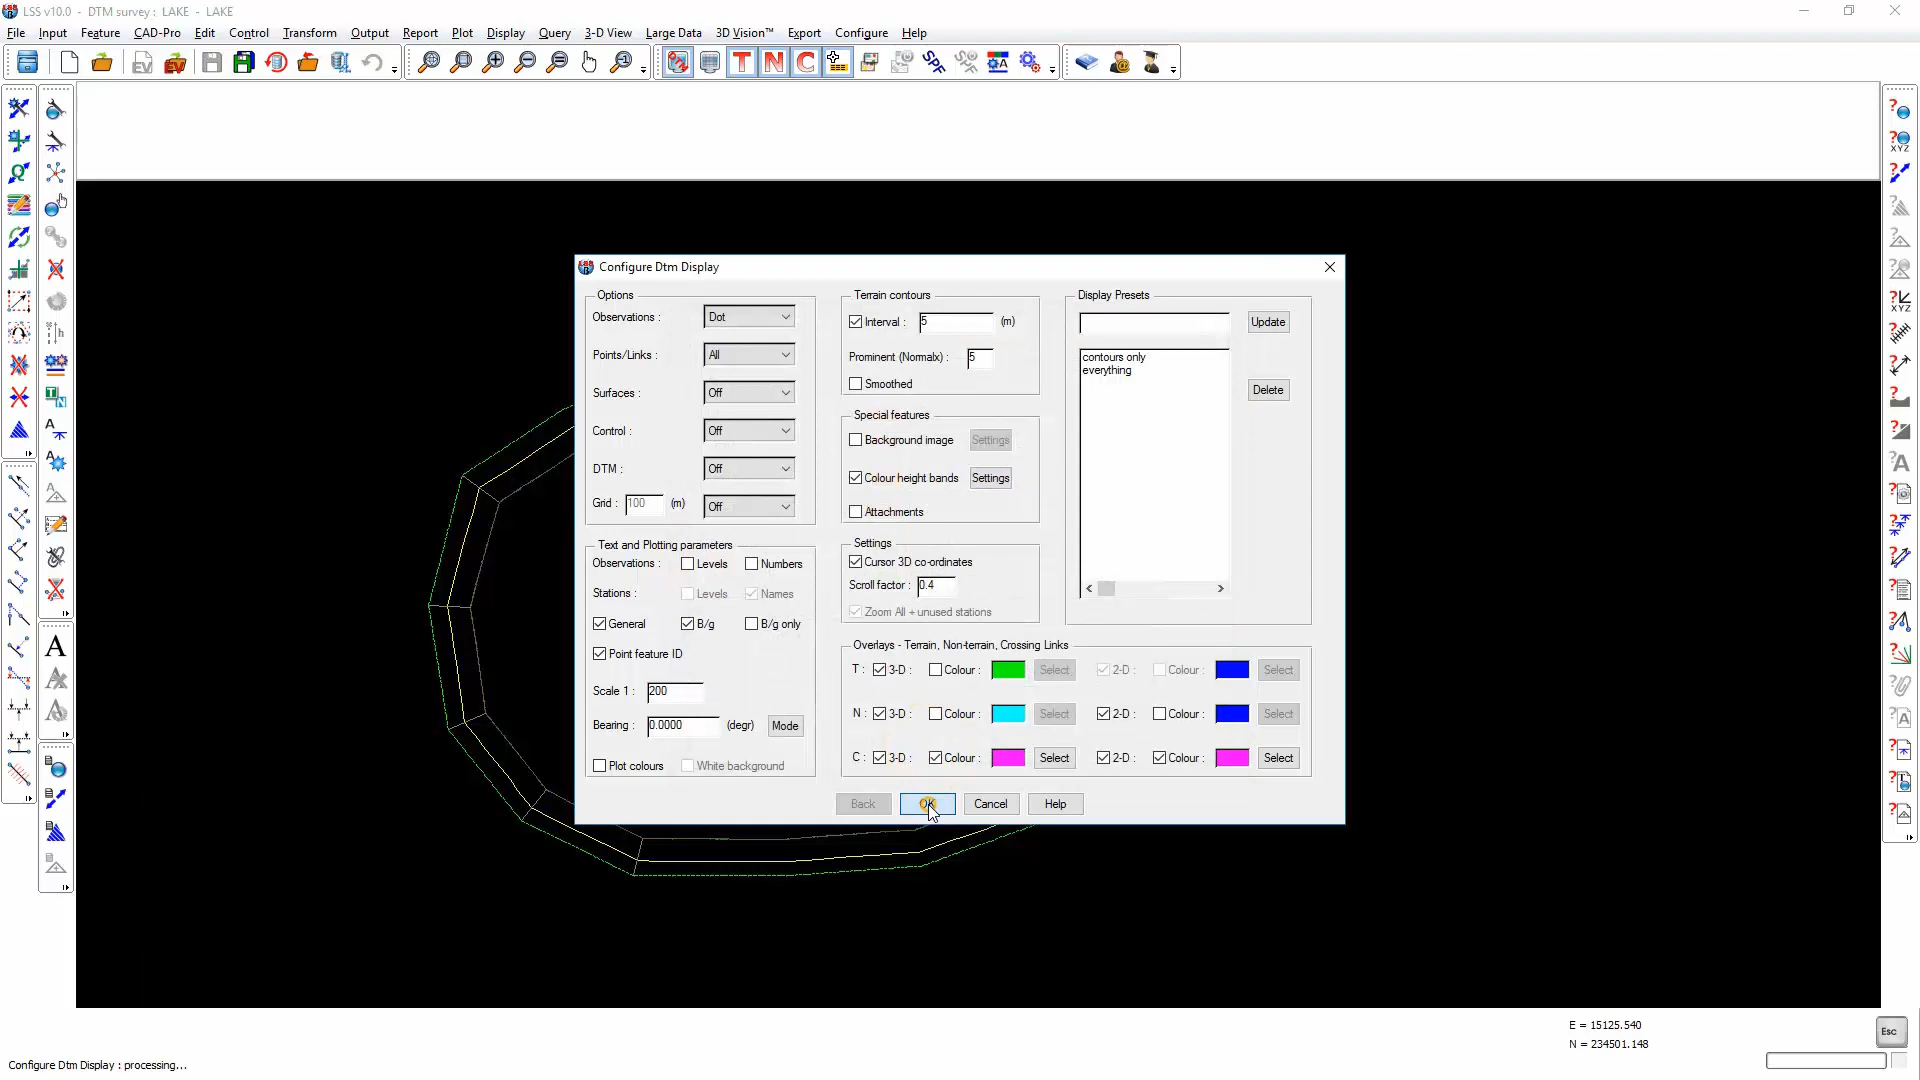 LSS v10.0 - DTM survey : LAKE - LAKE
File Input Feature CAD-Pro Edit Control Transform Output Report Plot Display Query 3-D View Large Data 3D Vision™ Export Configure Help
EV EV T N C SPF SPF A
Configure Dtm Display
Options
Observations : Dot
Points/Links : All
Surfaces : Off
Control : Off
DTM : Off
Grid : 100 (m) Off
Text and Plotting parameters
Observations : Levels Numbers
Stations : Levels Names
General B/g B/g only
Point feature ID
Scale 1 : 200
Bearing : 0.0000 (degr) Mode
Plot colours White background
Terrain contours
Interval : 5 (m)
Prominent (Normalx) : 5
Smoothed
Special features
Background image Settings
Colour height bands Settings
Attachments
Settings
Cursor 3D co-ordinates
Scroll factor : 0.4
Zoom All + unused stations
Display Presets
Update
contours only
everything
Delete
Overlays - Terrain, Non-terrain, Crossing Links
T : 3-D : Colour : Select 2-D : Colour : Select
N : 3-D : Colour : Select 2-D : Colour : Select
C : 3-D : Colour : Select 2-D : Colour : Select
Back OK Cancel Help
XYZ
XYZ
E = 15125.540
N = 234501.148
Esc
Configure Dtm Display : processing...